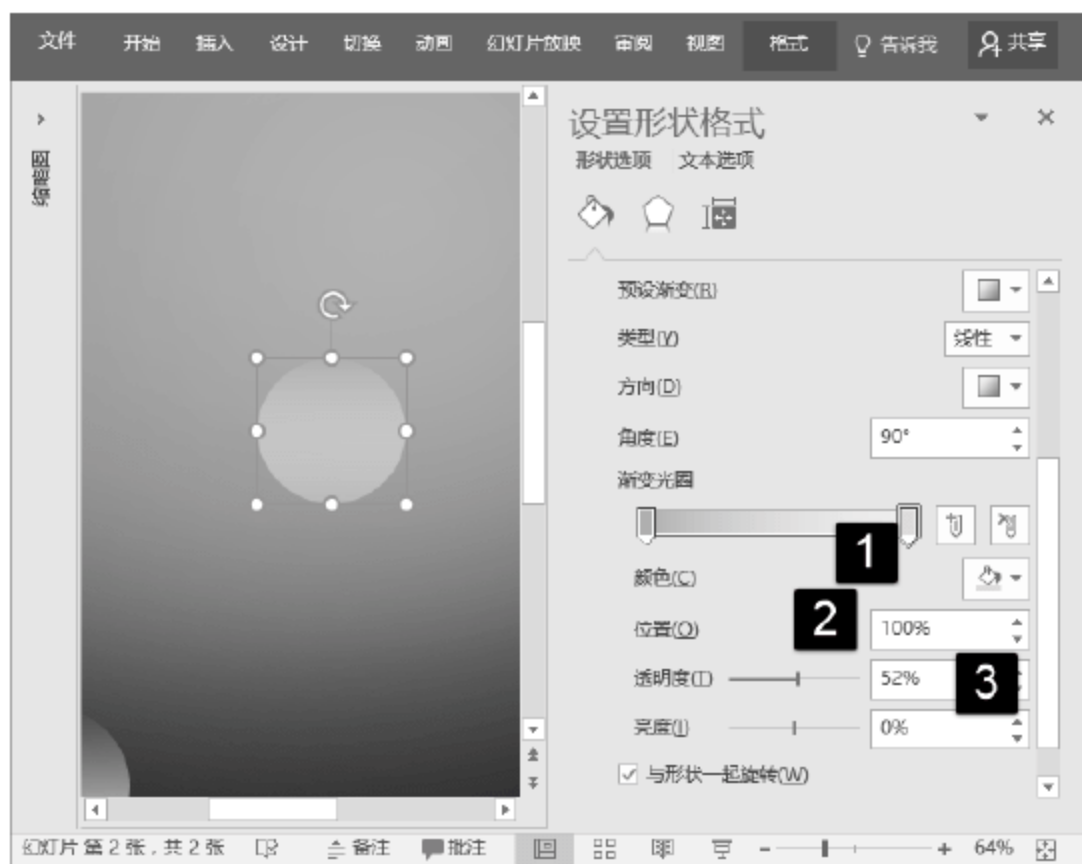 文件 开始 插入 设计 切换 动画 幻灯片放映 审阅 视图 格式 告诉我 共享
缩略图
设置形状格式
形状选项 文本选项
预设渐变(R)
类型(Y) 线性
方向(D)
角度(E) 90°
渐变光圈
1
颜色(C)
位置(O) 2 100%
透明度(T) 52% 3
亮度(I) 0%
与形状一起旋转(W)
幻灯片 第 2 张，共 2 张 备注 批注 64%